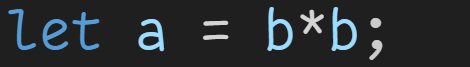 let a = b*b;